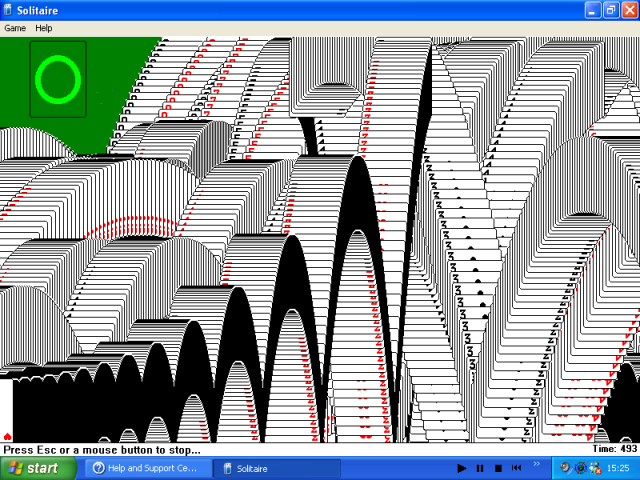 Solitaire
Game Help
Press Esc or a mouse button to stop... Time: 493
start Help and Support Ce... Solitaire 15:25